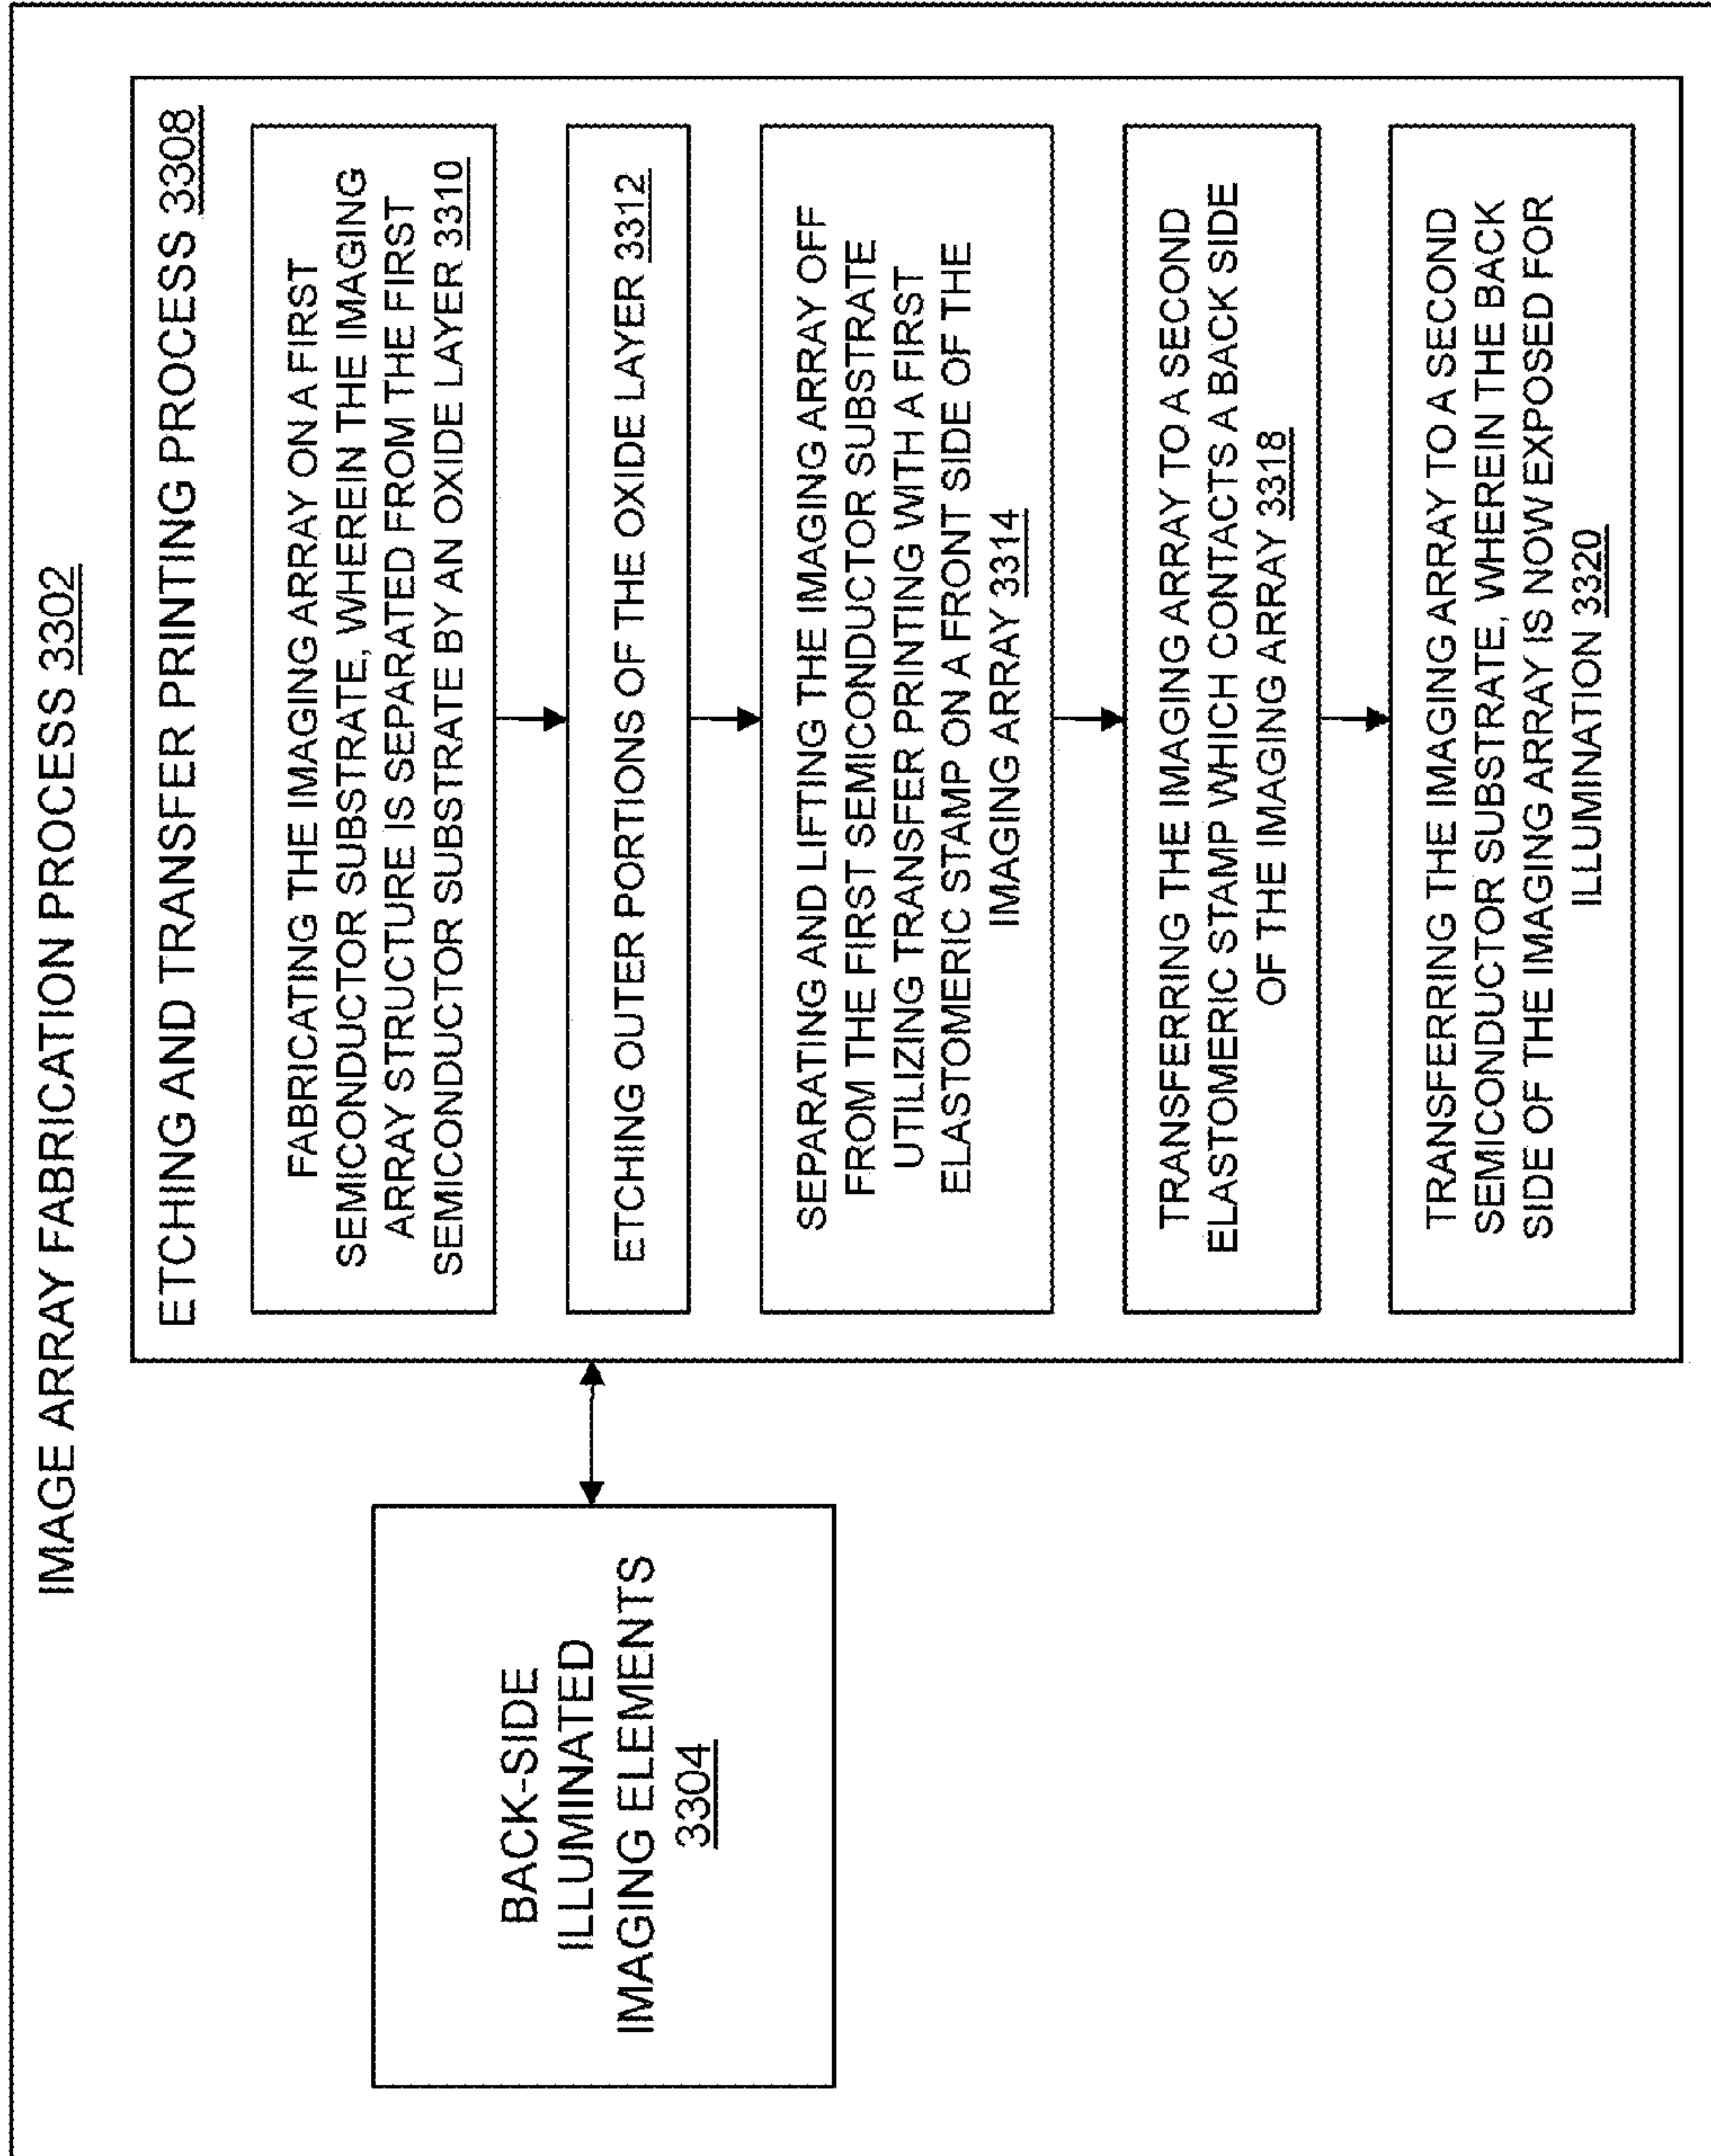 IMAGE ARRAY FABRICATION PROCESS 3302
BACK-SIDE
ILLUMINATED
IMAGING ELEMENTS
3304
ETCHING AND TRANSFER PRINTING PROCESS 3308
FABRICATING THE IMAGING ARRAY ON A FIRST
SEMICONDUCTOR SUBSTRATE, WHEREIN THE IMAGING
ARRAY STRUCTURE IS SEPARATED FROM THE FIRST
SEMICONDUCTOR SUBSTRATE BY AN OXIDE LAYER 3310
ETCHING OUTER PORTIONS OF THE OXIDE LAYER 3312
SEPARATING AND LIFTING THE IMAGING ARRAY OFF
FROM THE FIRST SEMICONDUCTOR SUBSTRATE
UTILIZING TRANSFER PRINTING WITH A FIRST
ELASTOMERIC STAMP ON A FRONT SIDE OF THE
IMAGING ARRAY 3314
TRANSFERRING THE IMAGING ARRAY TO A SECOND
ELASTOMERIC STAMP WHICH CONTACTS A BACK SIDE
OF THE IMAGING ARRAY 3318
TRANSFERRING THE IMAGING ARRAY TO A SECOND
SEMICONDUCTOR SUBSTRATE, WHEREIN THE BACK
SIDE OF THE IMAGING ARRAY IS NOW EXPOSED FOR
ILLUMINATION 3320